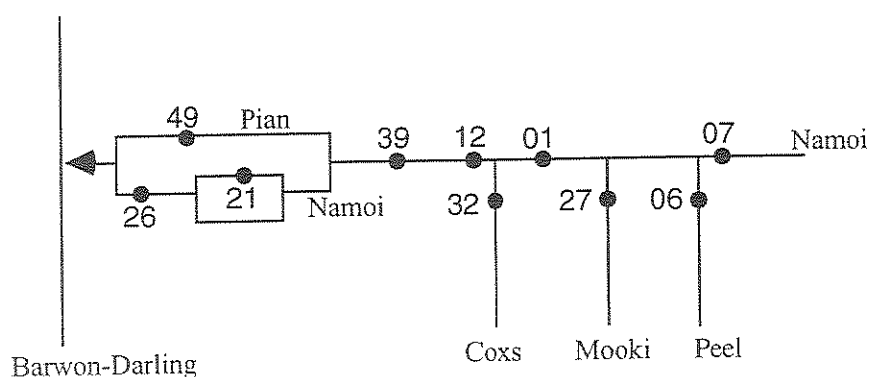 49 Pian
39 12 01 07 Namoi
21
26 Namoi 32 27 06
Coxs Mooki Peel
Barwon-Darling